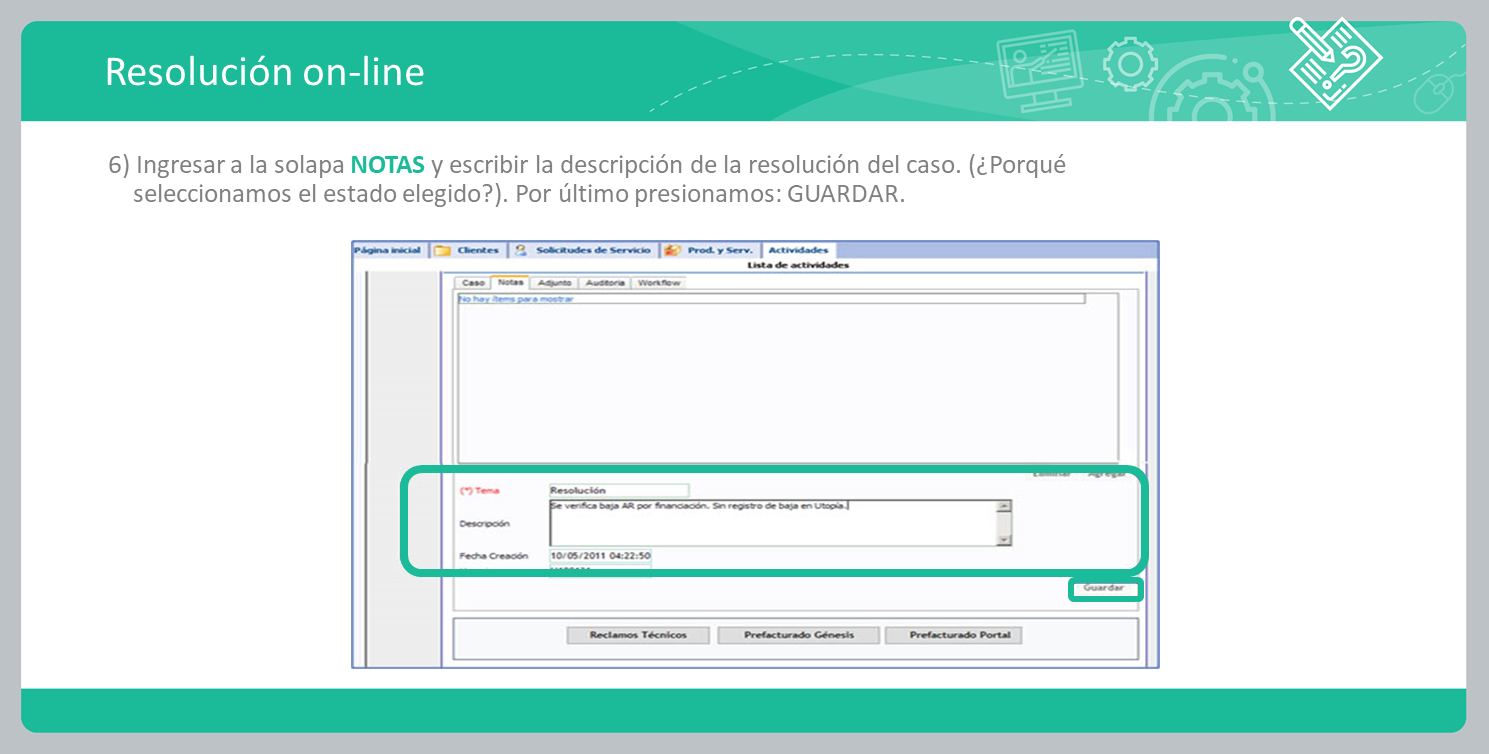 Resolución on-line
6) Ingresar a la solapa NOTAS y escribir la descripción de la resolución del caso. (¿Porqué
seleccionamos el estado elegido?). Por último presionamos: GUARDAR.
Página inicial Clientes Solicitudes de Servicio Prod. y Serv. Actividades
Lista de actividades
Caso Notas Adjunto Auditoria Workflow
No hay ítems para mostrar
Eliminar Agregar
(*) Tema Resolución
Se verifica baja AR por financiación. Sin registro de baja en Utopía.
Descripción
Fecha Creación 10/05/2011 04:22:50
Guardar
Reclamos Técnicos Prefacturado Génesis Prefacturado Portal